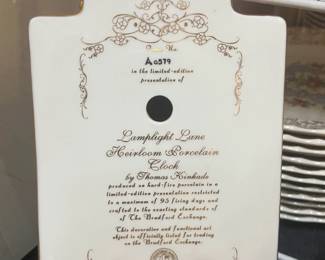 No.
A0579
in the limited-edition
presentation of
Lamplight Lane
Heirloom Porcelain
Clock
by Thomas Kinkade
produced on hard-fire porcelain in a
limited-edition presentation restricted
to a maximum of 95 firing days and
crafted to the exacting standards of
of The Bradford Exchange.
This decorative and functional art
object is officially listed for trading
on the Bradford Exchange.